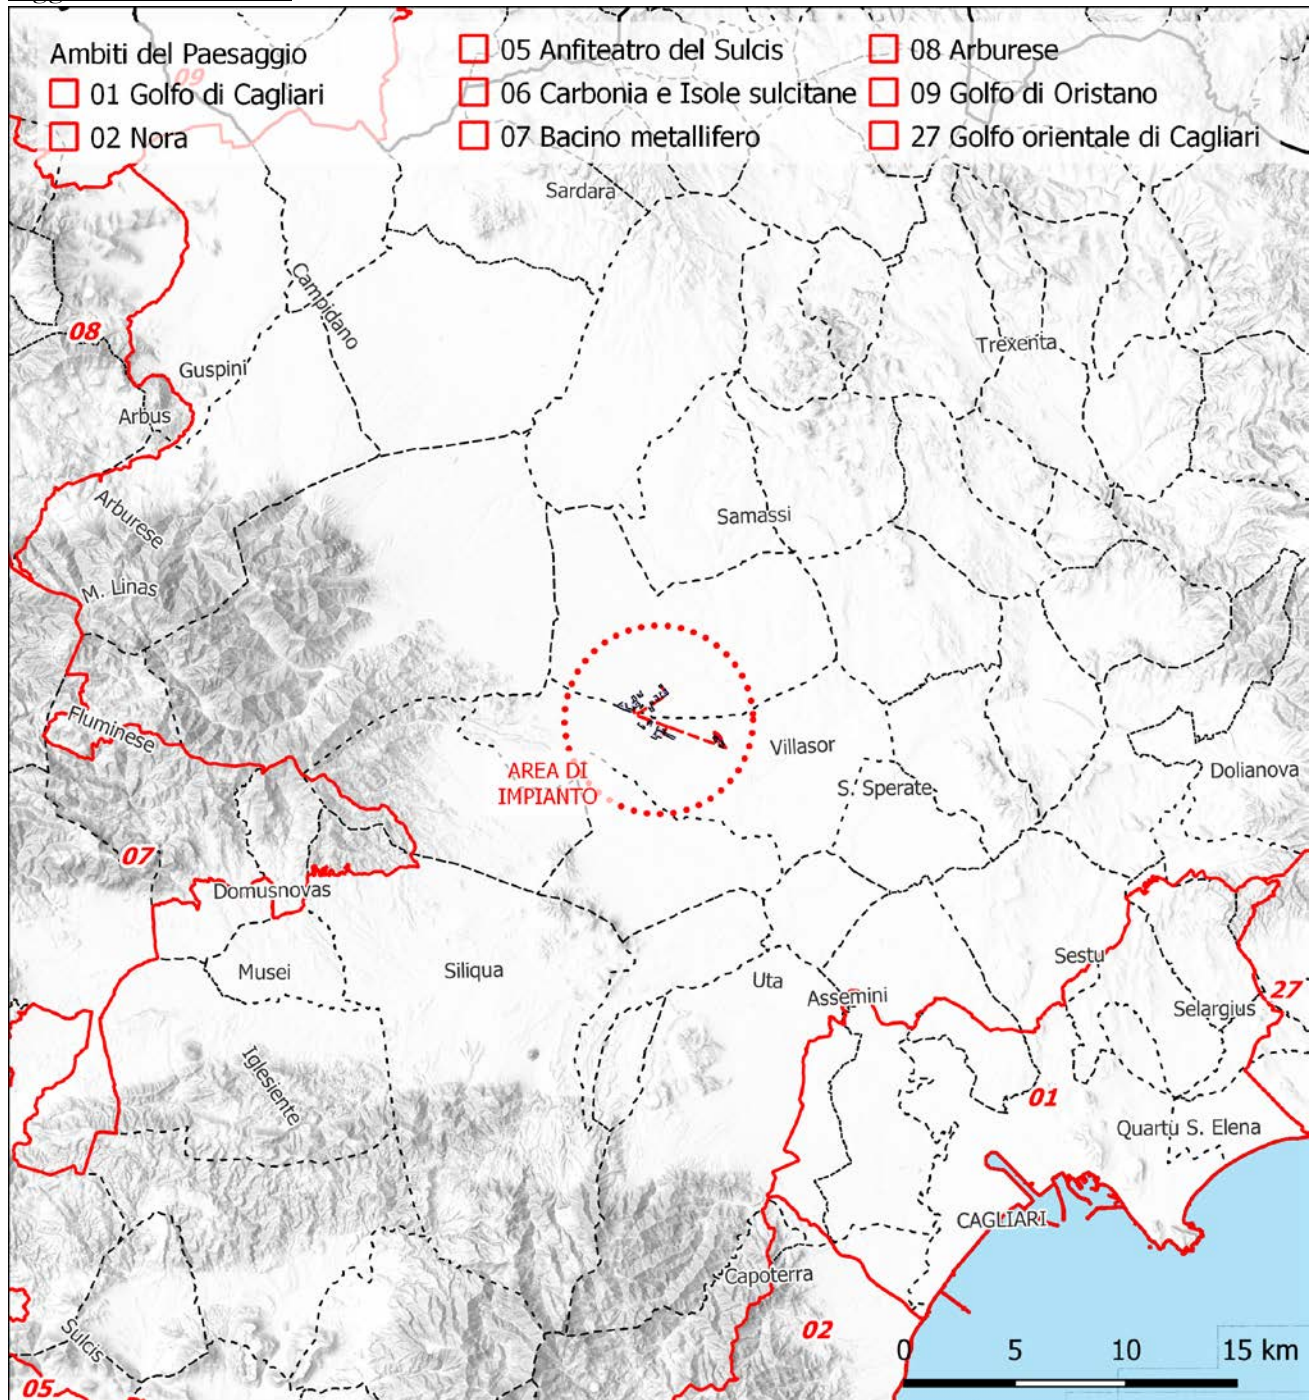 Ambiti del Paesaggio
01 Golfo di Cagliari
02 Nora
05 Anfiteatro del Sulcis
06 Carbonia e Isole sulcitane
07 Bacino metallifero
08 Arburese
09 Golfo di Oristano
27 Golfo orientale di Cagliari
09
Sardara
Campidano
08
Guspini
Trexenta
Arbus
Arburese
Samassi
M. Linas
Fluminese
Villasor
AREA DI
IMPIANTO
Dolianova
S. Sperate
07
Domusnovas
Musei
Siliqua
Sestu
Uta
Assemini
27
Selargius
Iglesiente
01
Quartu S. Elena
CAGLIARI
Capoterra
02
Sulcis
05
0 5 10 15 km